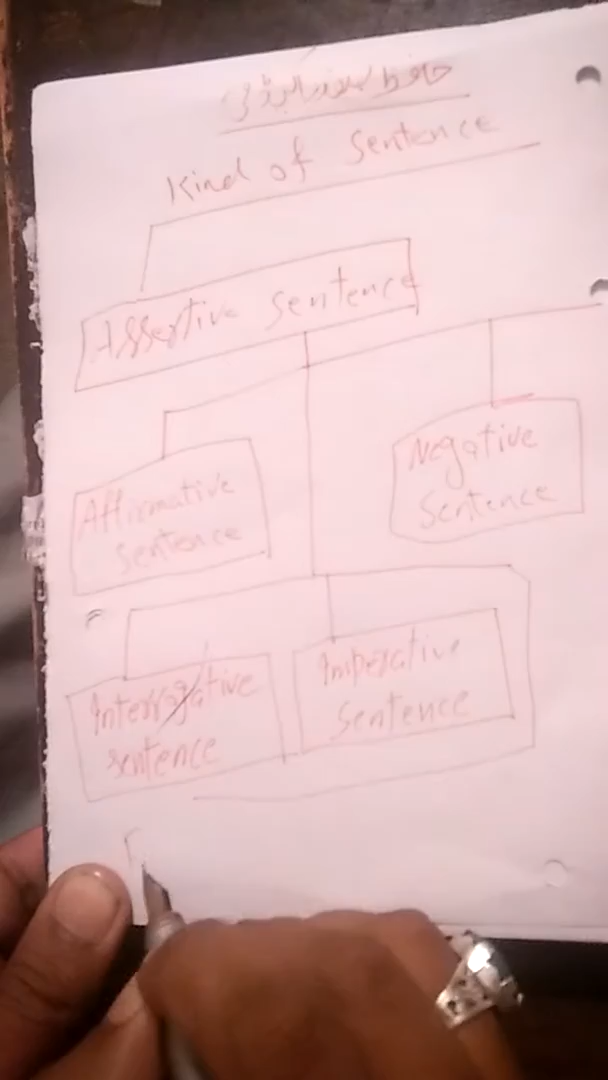 Kind of Sentence
Assertive Sentence
Affirmative
Sentence
Negative
Sentence
Interrogative
sentence
Imperative
Sentence